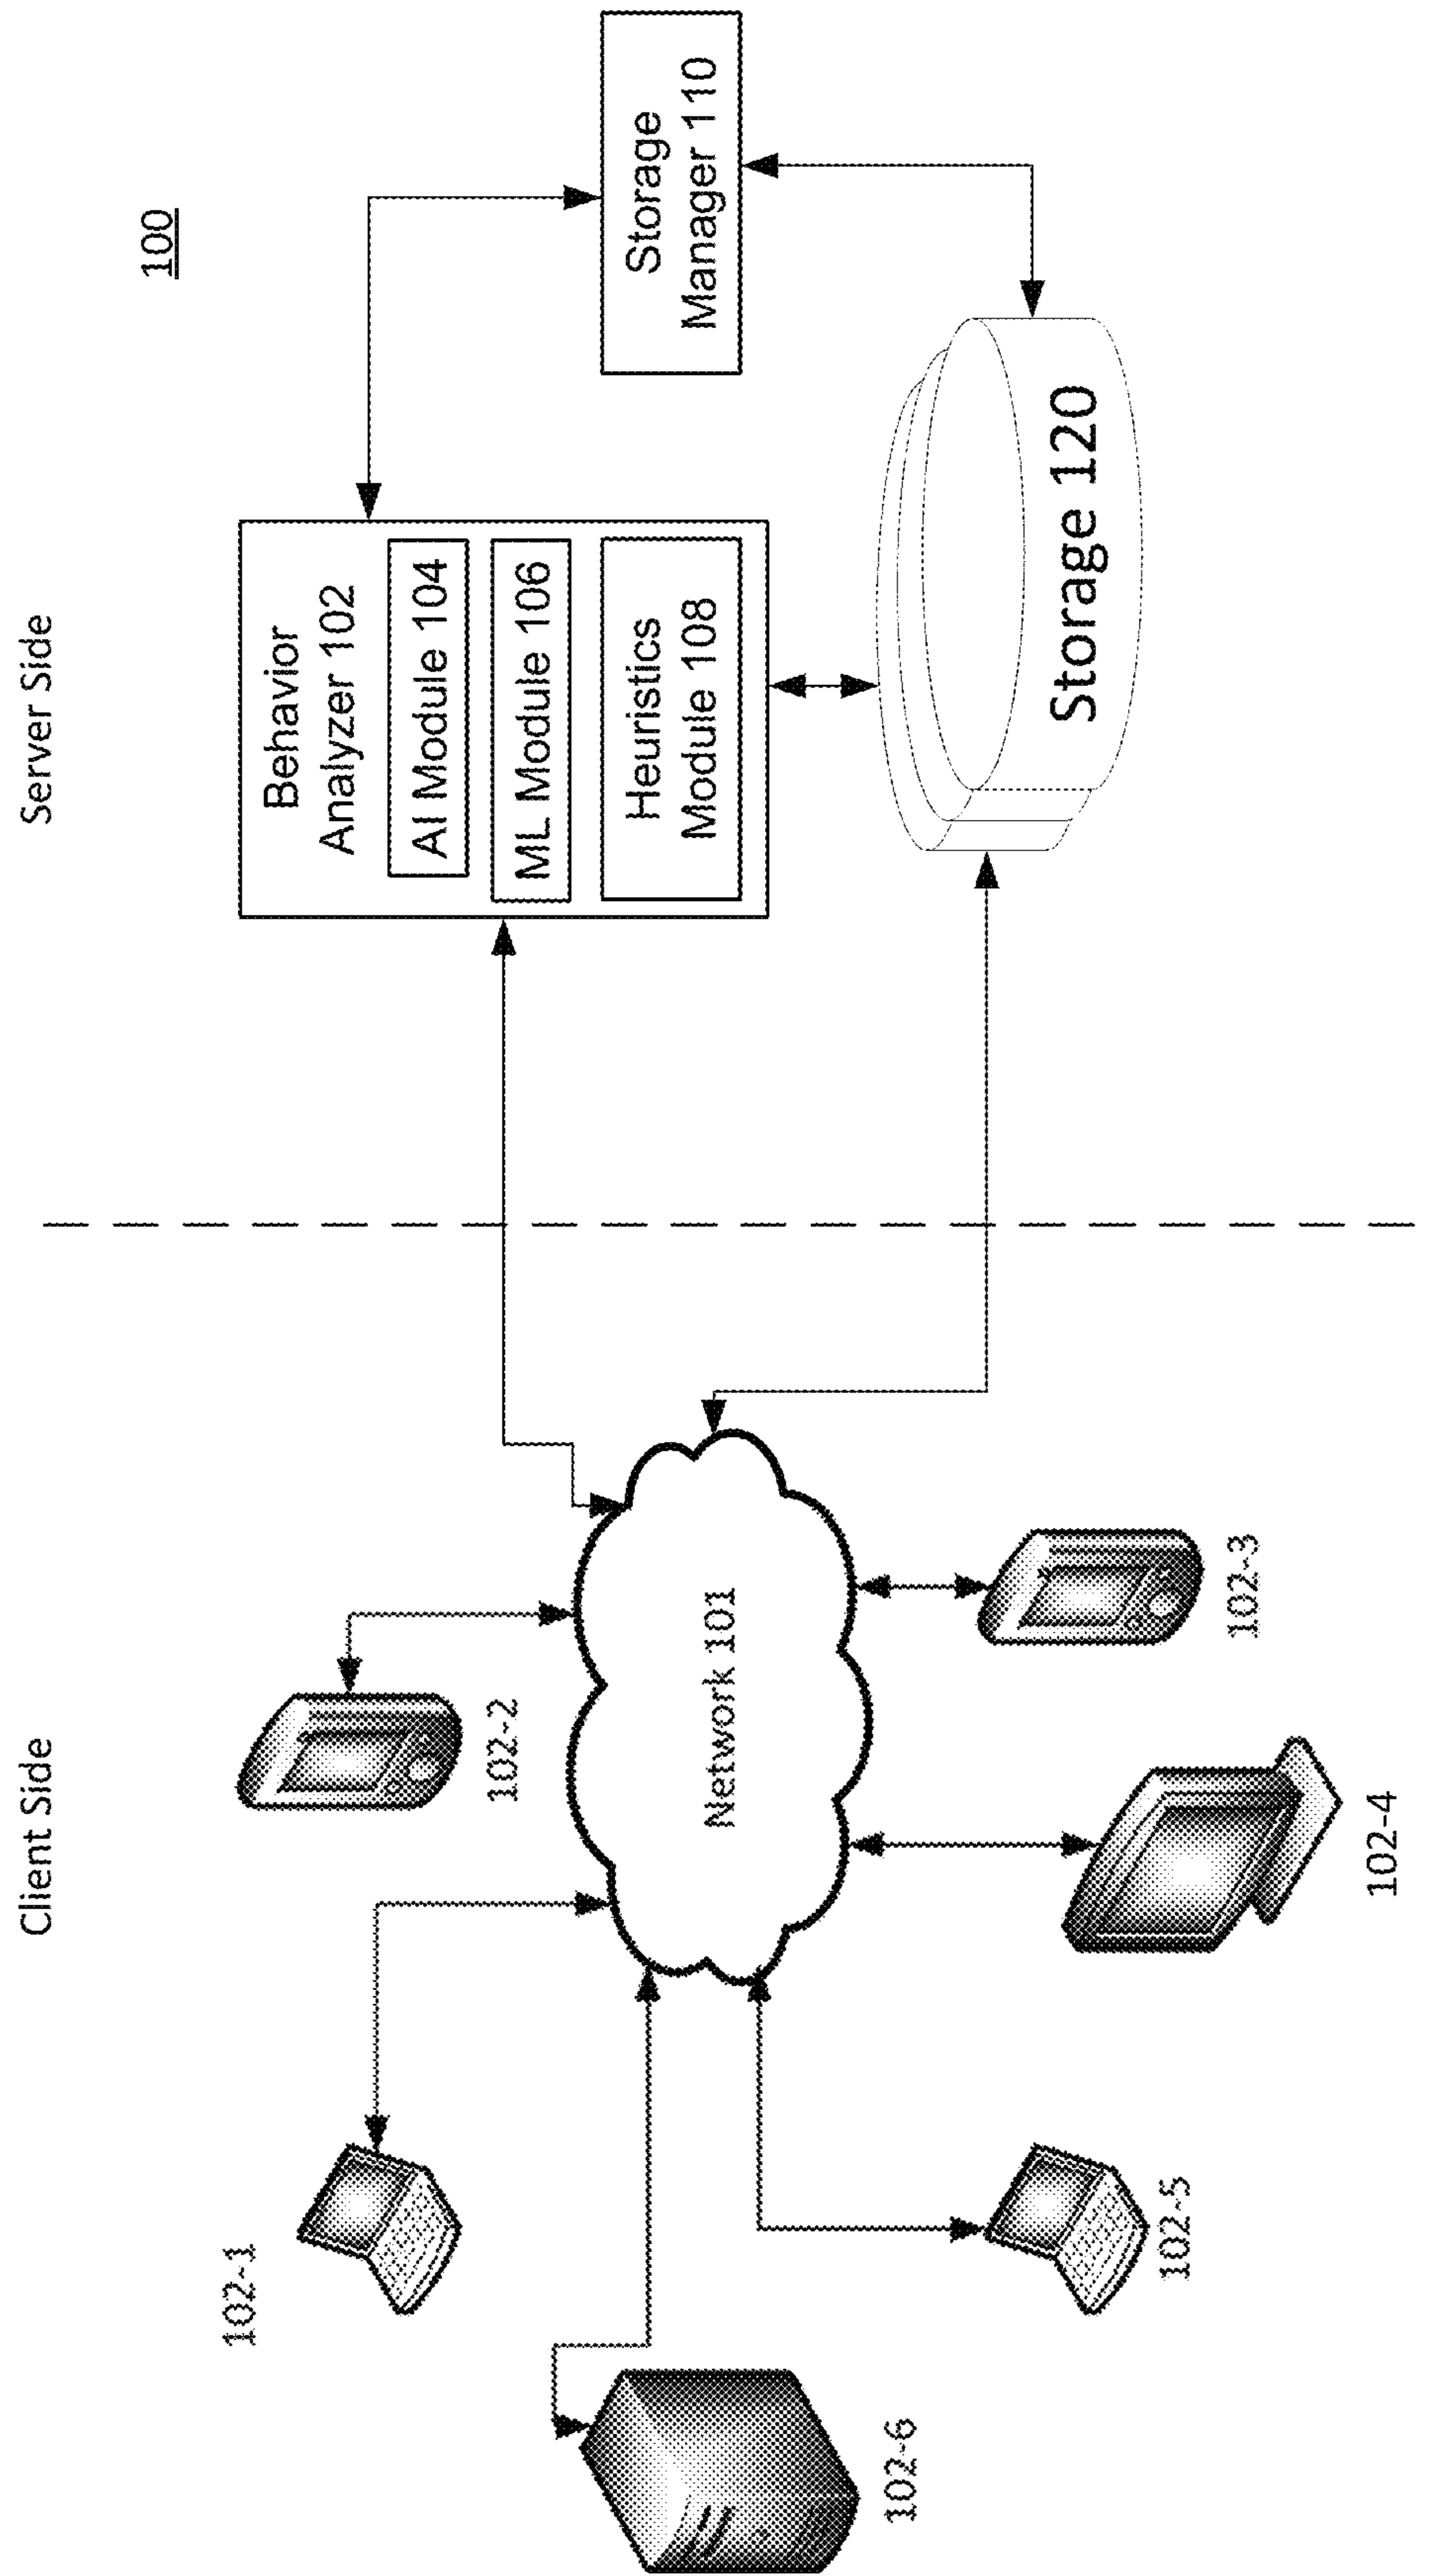 Client Side
Server Side
100
102-1
102-2
102-6
Network 101
102-5
102-4
102-3
Behavior
Analyzer 102
AI Module 104
ML Module 106
Heuristics
Module 108
Storage
Manager 110
Storage 120